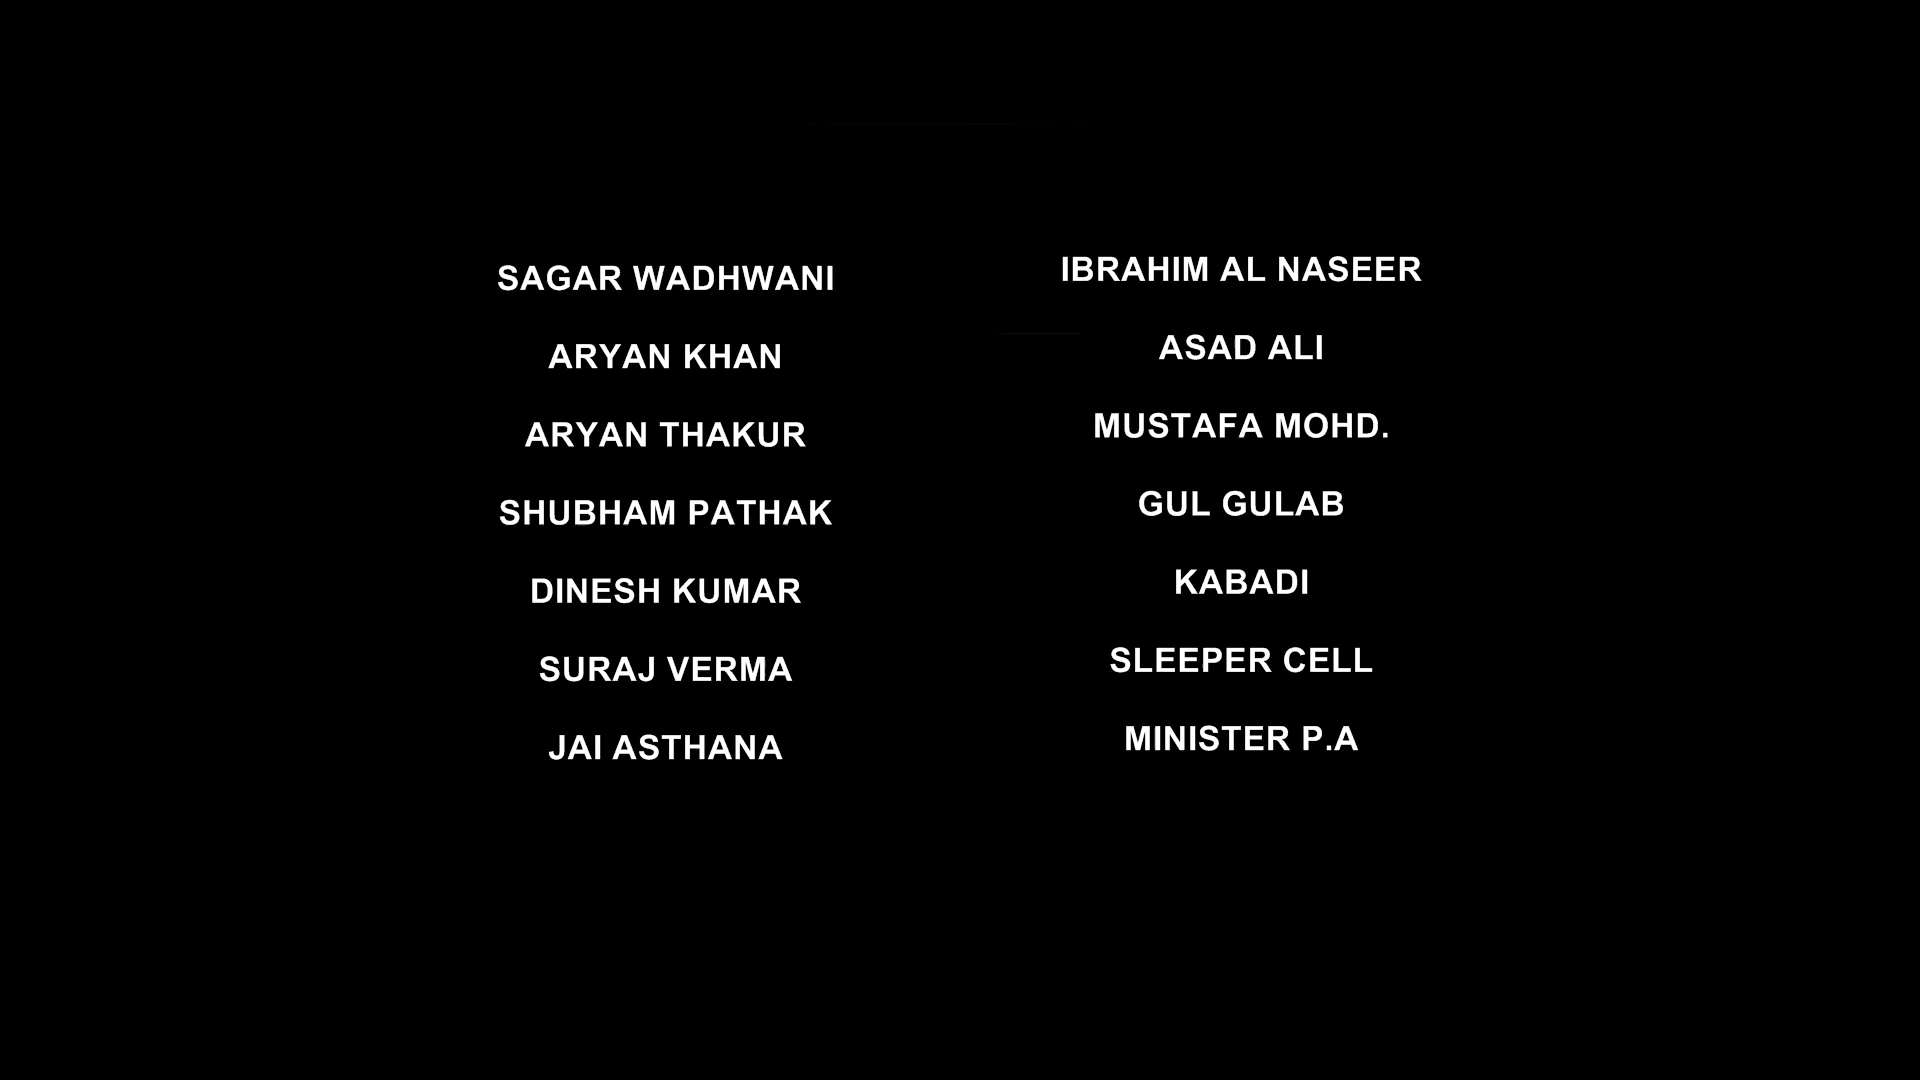 SAGAR WADHWANI IBRAHIM AL NASEER
ARYAN KHAN ASAD ALI
ARYAN THAKUR MUSTAFA MOHD.
SHUBHAM PATHAK GUL GULAB
DINESH KUMAR KABADI
SURAJ VERMA SLEEPER CELL
JAI ASTHANA MINISTER P.A